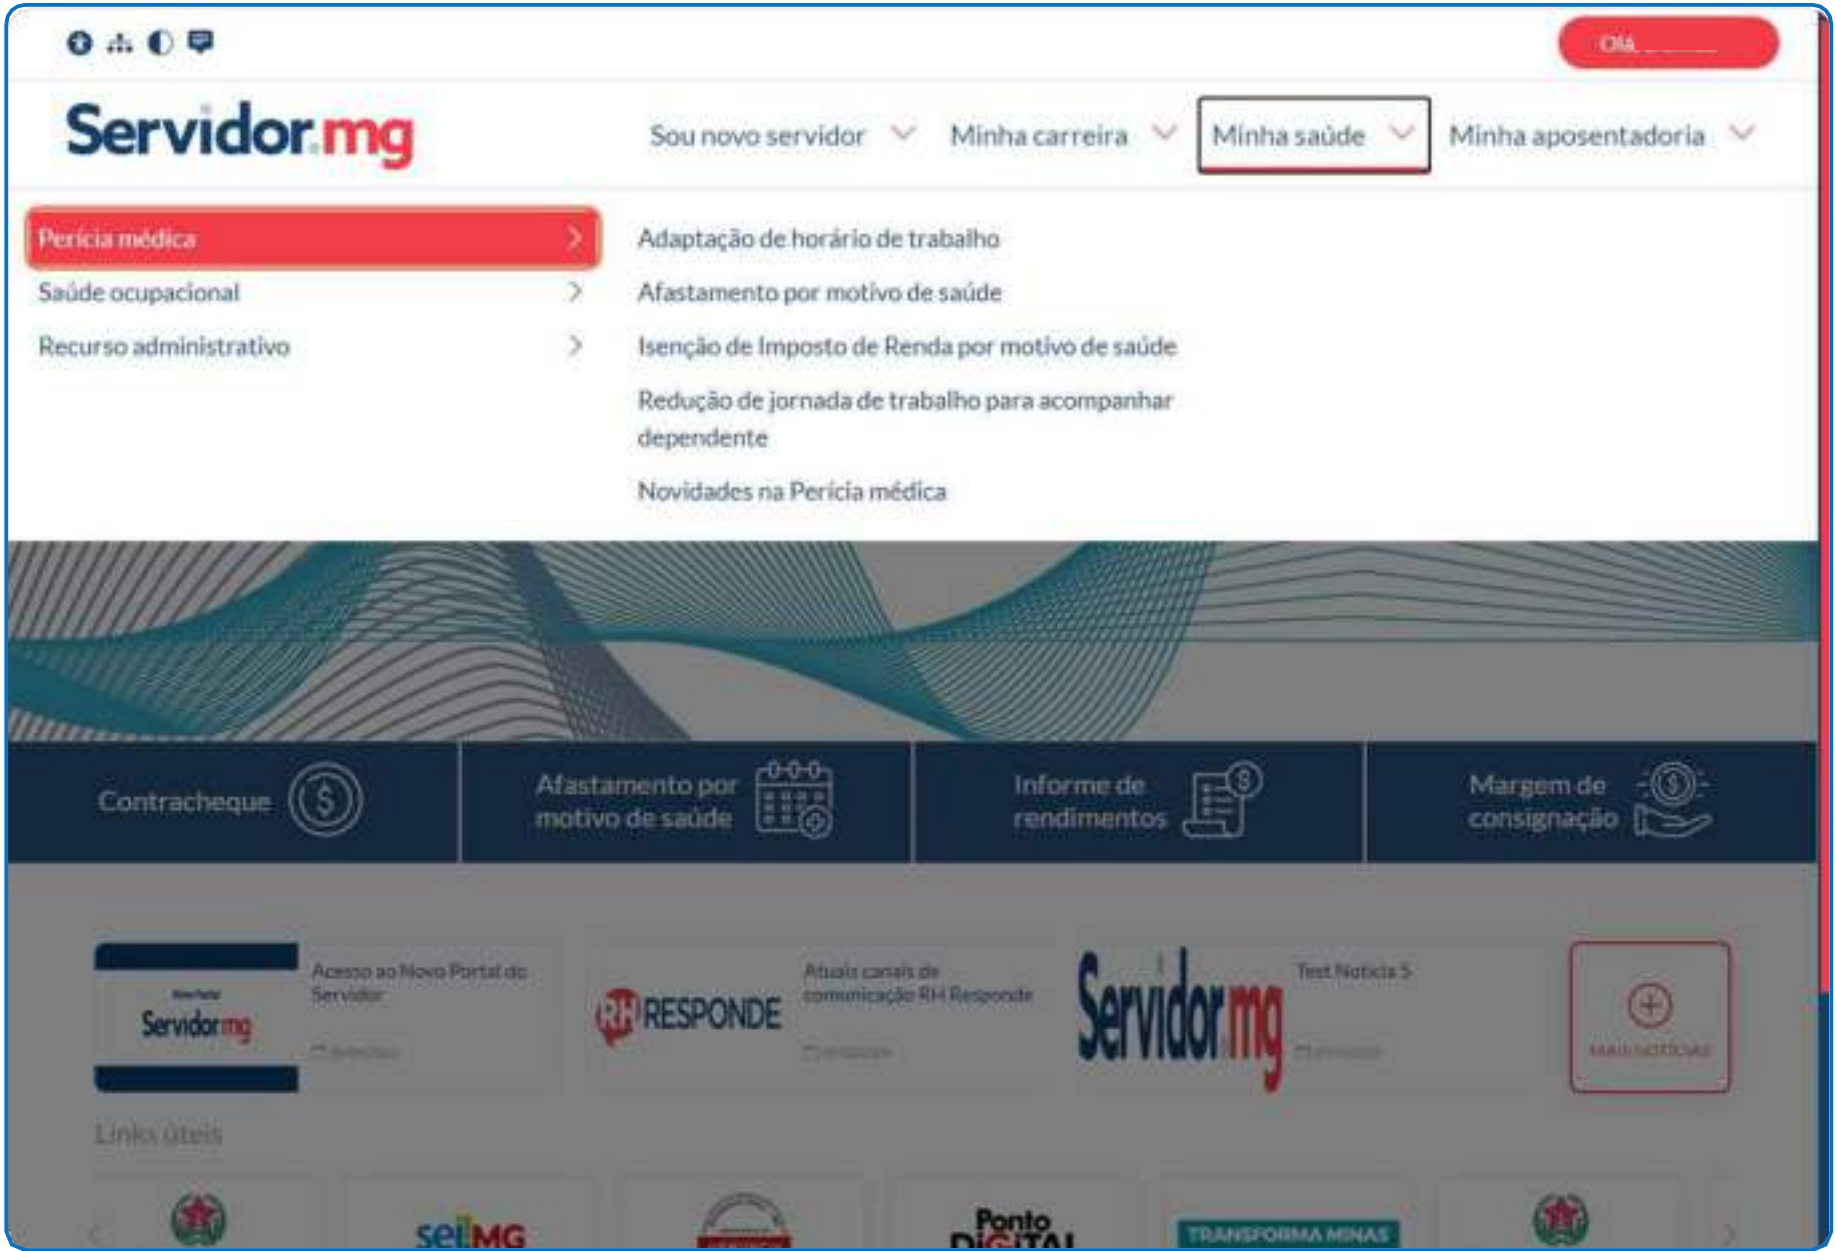 Olá,
Servidor.mg
Sou novo servidor
Minha carreira
Minha saúde
Minha aposentadoria
Perícia médica
Saúde ocupacional
Recurso administrativo
Adaptação de horário de trabalho
Afastamento por motivo de saúde
Isenção de Imposto de Renda por motivo de saúde
Redução de jornada de trabalho para acompanhar
dependente
Novidades na Perícia médica
Contracheque
Afastamento por
motivo de saúde
Informe de
rendimentos
Margem de
consignação
Servidor.mg
Acesso ao Novo Portal do
Servidor
RH RESPONDE
Atuais canais de
comunicação RH Responde
Servidor.mg
Test Notícia 5
MAIS NOTÍCIAS
Links úteis
sei!MG
Ponto
DIGITAL
TRANSFORMA MINAS